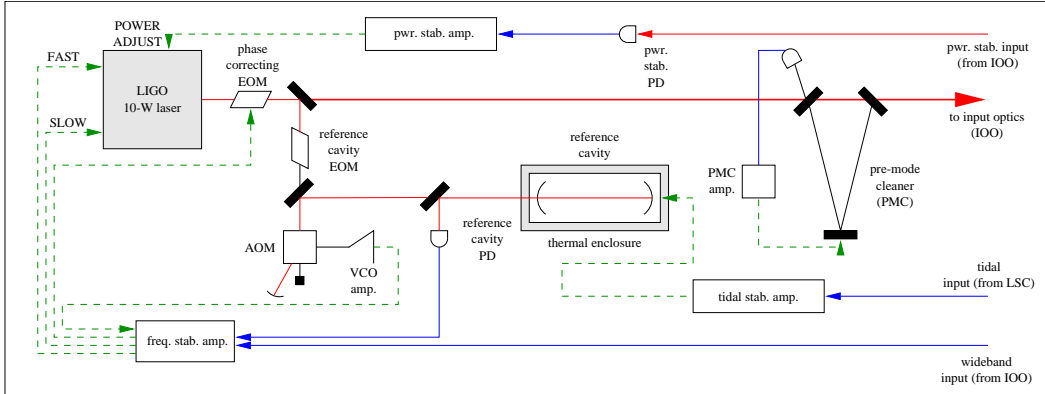 POWER
ADJUST
FAST
SLOW
LIGO
10-W laser
phase
correcting
EOM
pwr. stab. amp.
pwr.
stab.
PD
pwr. stab. input
(from IOO)
to input optics
(IOO)
reference
cavity
EOM
reference
cavity
thermal enclosure
PMC
amp.
pre-mode
cleaner
(PMC)
AOM
VCO
amp.
reference
cavity
PD
tidal
input (from LSC)
tidal stab. amp.
freq. stab. amp.
wideband
input (from IOO)